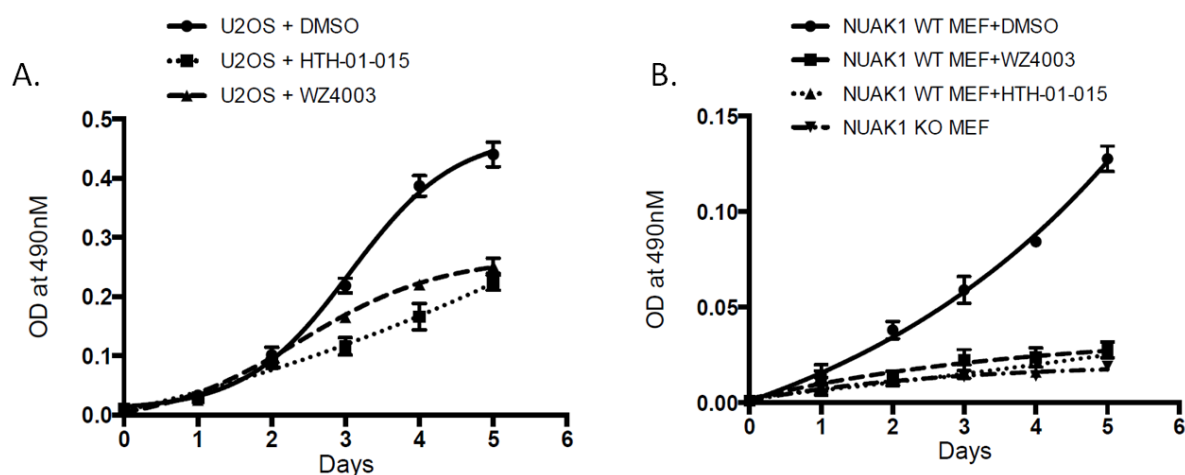 A.
U2OS + DMSO
U2OS + HTH-01-015
U2OS + WZ4003
OD at 490nM
0.5
0.4
0.3
0.2
0.1
0.0
0 1 2 3 4 5 6
Days
B.
NUAK1 WT MEF+DMSO
NUAK1 WT MEF+WZ4003
NUAK1 WT MEF+HTH-01-015
NUAK1 KO MEF
OD at 490nM
0.15
0.10
0.05
0.00
0 1 2 3 4 5 6
Days